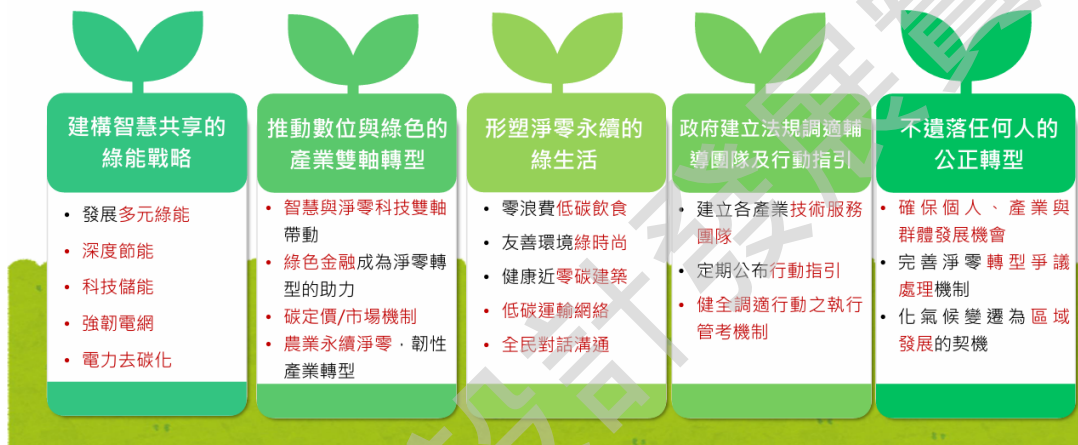 建構智慧共享的
綠能戰略
• 發展多元綠能
• 深度節能
• 科技儲能
• 強韌電網
• 電力去碳化
推動數位與綠色的
產業雙軸轉型
• 智慧與淨零科技雙軸
帶動
• 綠色金融成為淨零轉
型的助力
• 碳定價/市場機制
• 農業永續淨零，韌性
產業轉型
形塑淨零永續的
綠生活
• 零浪費低碳飲食
• 友善環境綠時尚
• 健康近零碳建築
• 低碳運輸網絡
• 全民對話溝通
政府建立法規調適輔
導團隊及行動指引
• 建立各產業技術服務
團隊
• 定期公布行動指引
• 健全調適行動之執行
管考機制
不遺落任何人的
公正轉型
• 確保個人、產業與
群體發展機會
• 完善淨零轉型爭議
處理機制
• 化氣候變遷為區域
發展的契機
設計發展